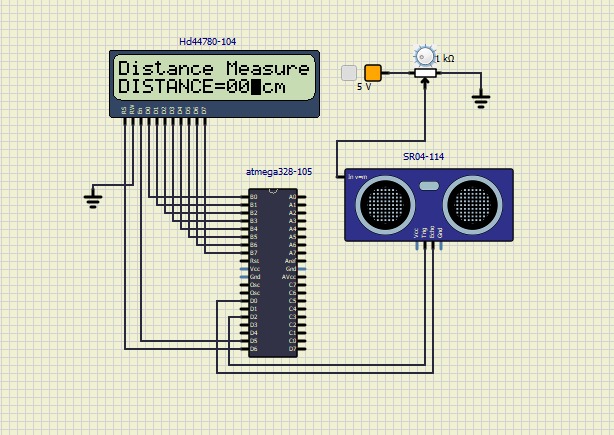 Hd44780-104
Distance Measure
DISTANCE=00 cm
RS RW En D0 D1 D2 D3 D4 D5 D6 D7
1 kΩ
5 V
SR04-114
In v=m
Vcc Trig Echo Gnd
atmega328-105
B0 A0
B1 A1
B2 A2
B3 A3
B4 A4
B5 A5
B6 A6
B7 A7
Rst Aref
Vcc Gnd
Gnd AVcc
Osc C7
Osc C6
D0 C5
D1 C4
D2 C3
D3 C2
D4 C1
D5 C0
D6 D7